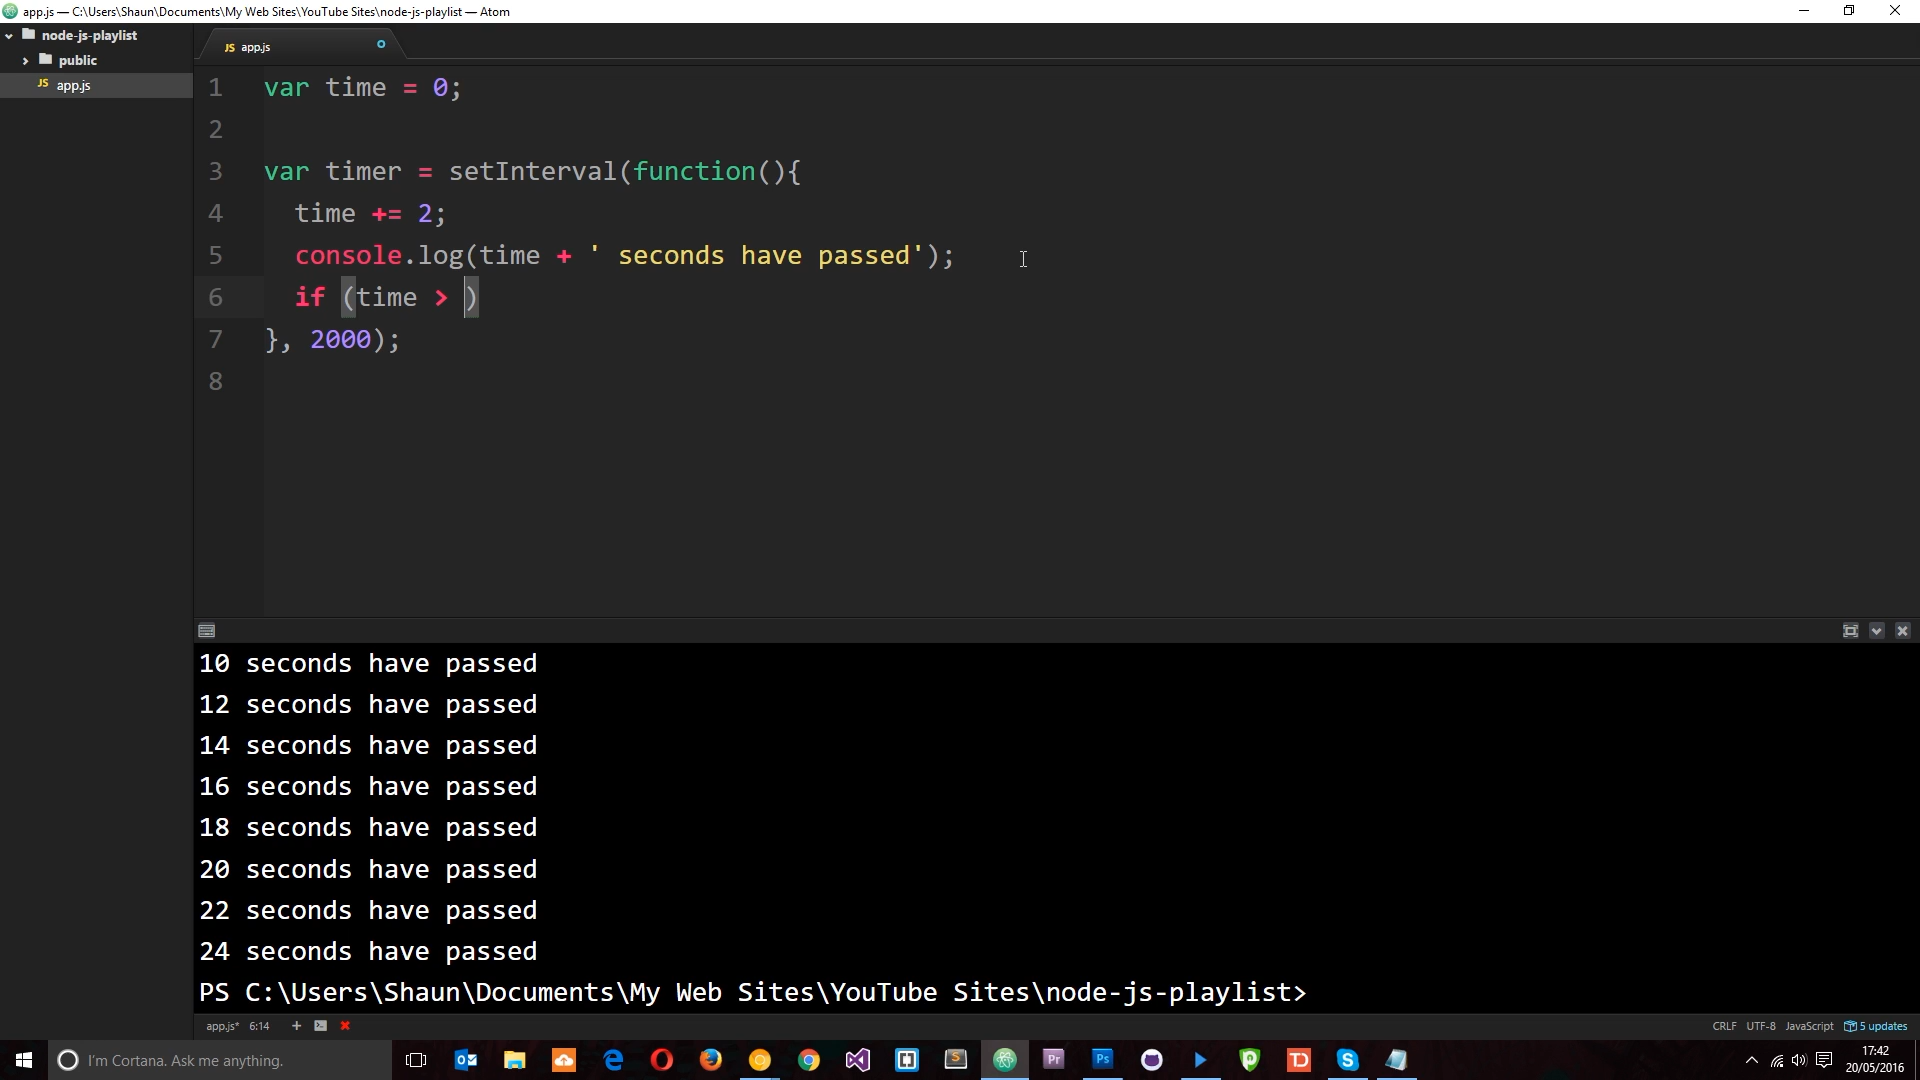 app.js — C:\Users\Shaun\Documents\My Web Sites\YouTube Sites\node-js-playlist — Atom
node-js-playlist
public
JS app.js
JS app.js
1 var time = 0;
2
3 var timer = setInterval(function(){
4 time += 2;
5 console.log(time + ' seconds have passed');
6 if (time > )
7 }, 2000);
8
10 seconds have passed
12 seconds have passed
14 seconds have passed
16 seconds have passed
18 seconds have passed
20 seconds have passed
22 seconds have passed
24 seconds have passed
PS C:\Users\Shaun\Documents\My Web Sites\YouTube Sites\node-js-playlist>
app.js* 6:14 CRLF UTF-8 JavaScript 5 updates
I'm Cortana. Ask me anything.
Pr Ps TD S
17:42
20/05/2016